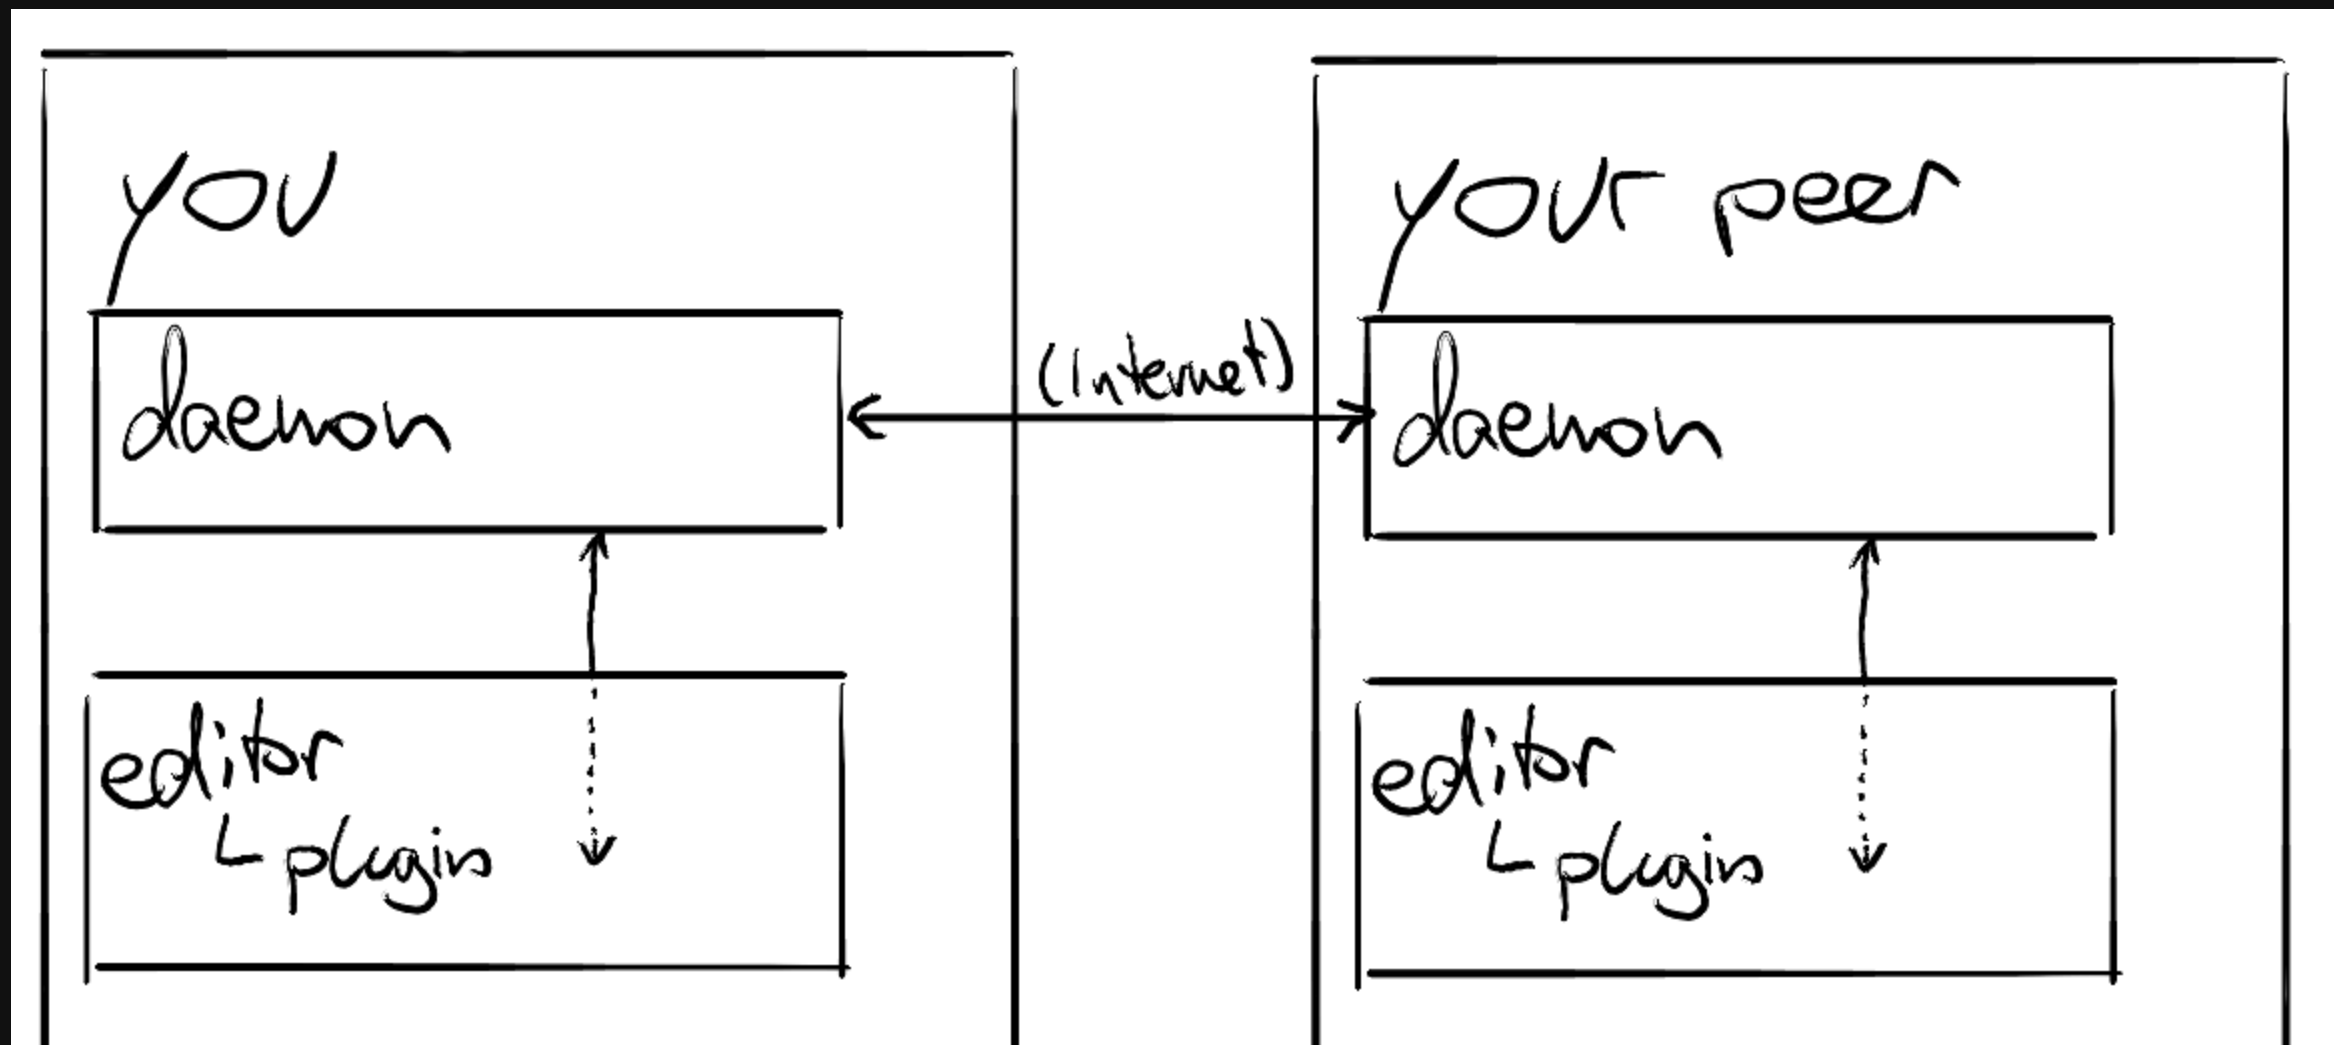 you
daemon
editor
plugin
(internet)
your peer
daemon
editor
plugin